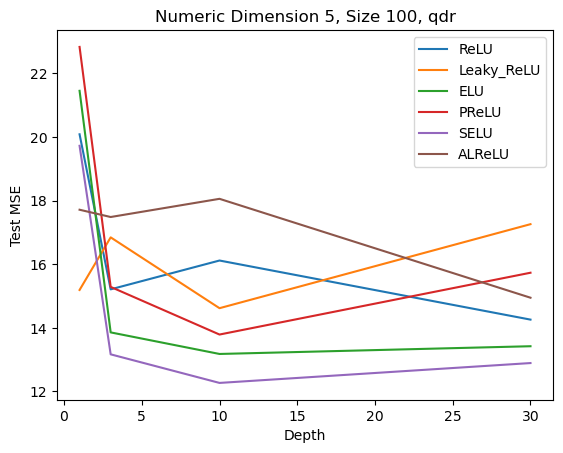 Numeric Dimension 5, Size 100, qdr
ReLU
Leaky_ReLU
ELU
PReLU
SELU
ALReLU
Test MSE
22
20
18
16
14
12
0
5
10
15
20
25
30
Depth